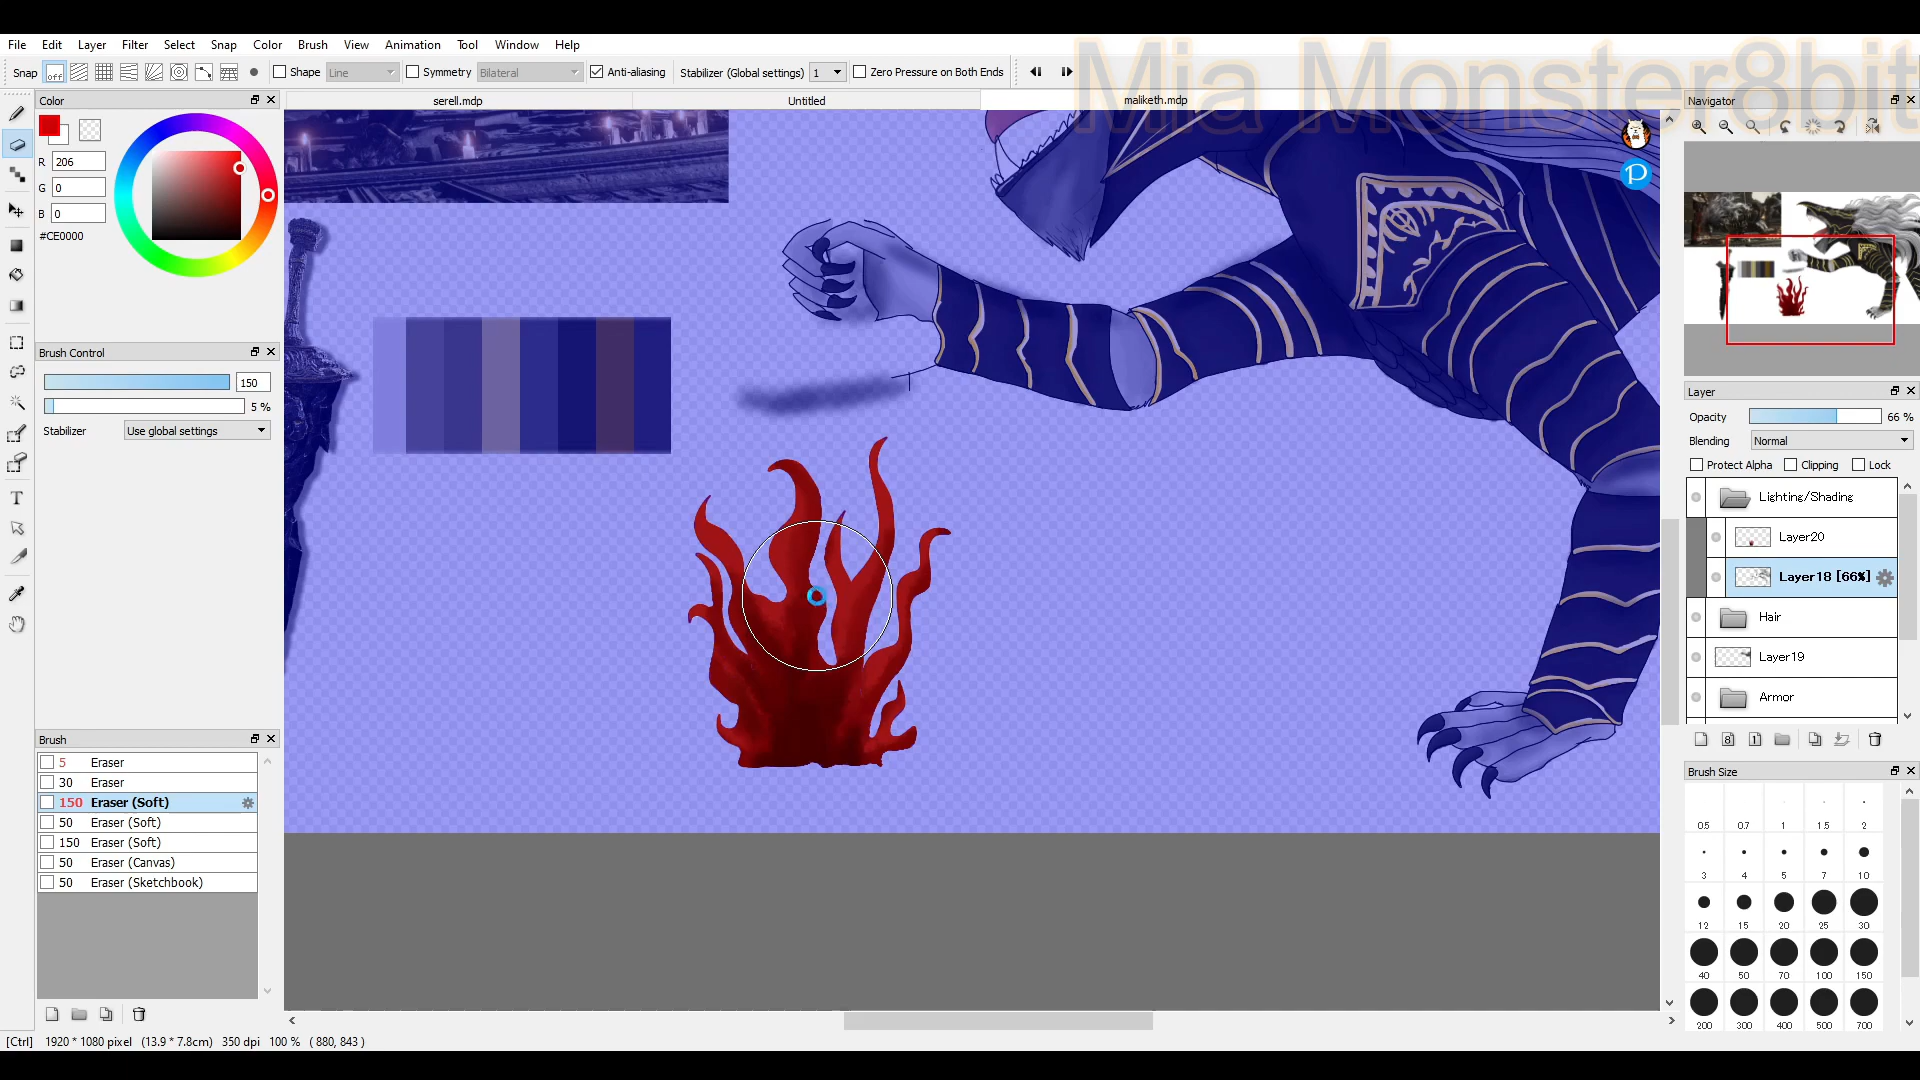 File Edit Layer Filter Select Snap Color Brush View Animation Tool Window Help
Mia Monster8bit
Snap off Shape Line Symmetry Bilateral Anti-aliasing Stabilizer (Global settings) 1 Zero Pressure on Both Ends
Color
serell.mdp Untitled maliketh.mdp
Navigator
R 206
G 0
B 0
#CE0000
P
Brush Control
150
5 %
Stabilizer Use global settings
Layer
Opacity 66 %
Blending Normal
Protect Alpha Clipping Lock
Lighting/Shading
Layer20
Layer18 [66%]
Hair
Layer19
Armor
8 1
T
Brush
5 Eraser
30 Eraser
150 Eraser (Soft)
50 Eraser (Soft)
150 Eraser (Soft)
50 Eraser (Canvas)
50 Eraser (Sketchbook)
Brush Size
0.5 0.7 1 1.5 2
3 4 5 7 10
12 15 20 25 30
40 50 70 100 150
200 300 400 500 700
[Ctrl] 1920 * 1080 pixel (13.9 * 7.8cm) 350 dpi 100 % ( 880, 843 )